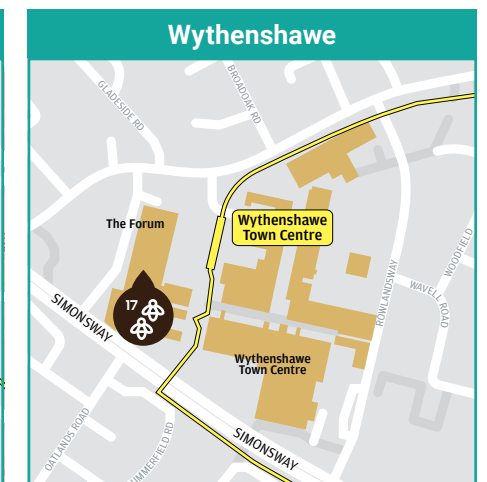 Wythenshawe
GLADESIDE RD
BROADOAK RD
The Forum
Wythenshawe
Town Centre
WOODFIELD
17
SIMONSWAY
ROWLANDSWAY
WAVELL ROAD
Wythenshawe
Town Centre
OATLANDS ROAD
UMMERFIELD RD
SIMONSWAY